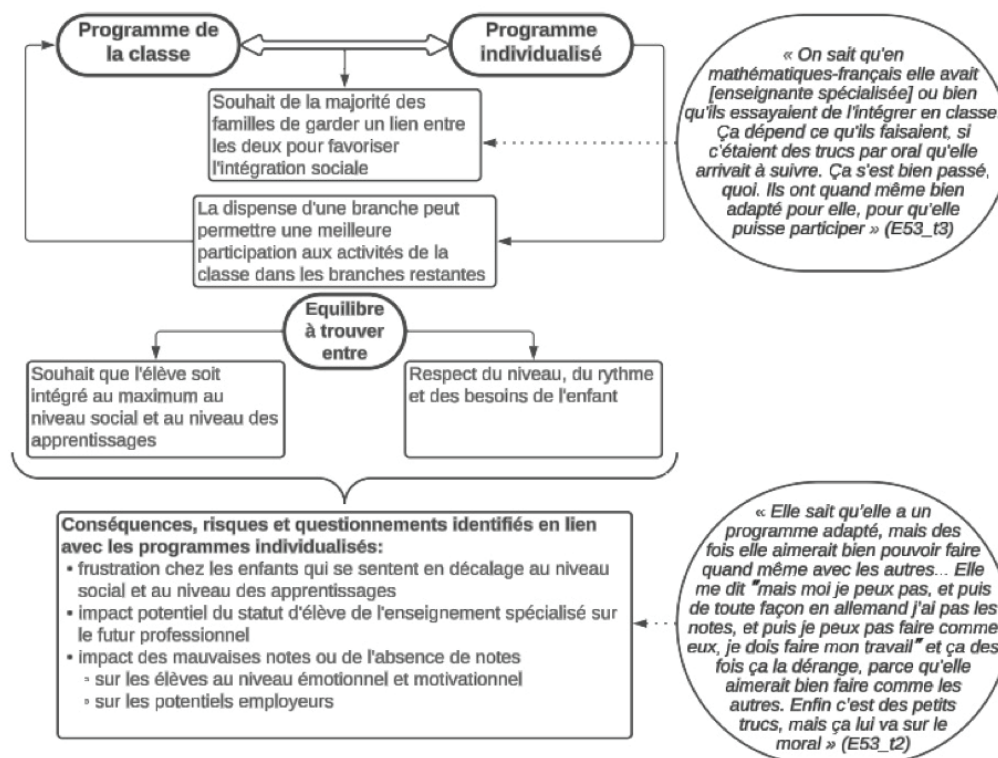 Programme de
la classe
Programme
individualisé
Souhait de la majorité des
familles de garder un lien entre
les deux pour favoriser
l'intégration sociale
« On sait qu'en
mathématiques-français elle avait
[enseignante spécialisée] ou bien
qu'ils essayaient de l'intégrer en classe.
Ça dépend ce qu'ils faisaient, si
c'étaient des trucs par oral qu'elle
arrivait à suivre. Ça s'est bien passé,
quoi. Ils ont quand même bien
adapté pour elle, pour qu'elle
puisse participer » (E53_t3)
La dispense d'une branche peut
permettre une meilleure
participation aux activités de la
classe dans les branches restantes
Equilibre
à trouver
entre
Souhait que l'élève soit
intégré au maximum au
niveau social et au niveau des
apprentissages
Respect du niveau, du rythme
et des besoins de l'enfant
Conséquences, risques et questionnements identifiés en lien
avec les programmes individualisés:
• frustration chez les enfants qui se sentent en décalage au niveau
social et au niveau des apprentissages
• impact potentiel du statut d'élève de l'enseignement spécialisé sur
le futur professionnel
• impact des mauvaises notes ou de l'absence de notes
▫ sur les élèves au niveau émotionnel et motivationnel
▫ sur les potentiels employeurs
« Elle sait qu'elle a un
programme adapté, mais des
fois elle aimerait bien pouvoir faire
quand même avec les autres... Elle
me dit "mais moi je peux pas, et puis
de toute façon en allemand j'ai pas les
notes, et puis je peux pas faire comme
eux, je dois faire mon travail" et ça des
fois ça la dérange, parce qu'elle
aimerait bien faire comme les
autres. Enfin c'est des petits
trucs, mais ça lui va sur le
moral » (E53_t2)